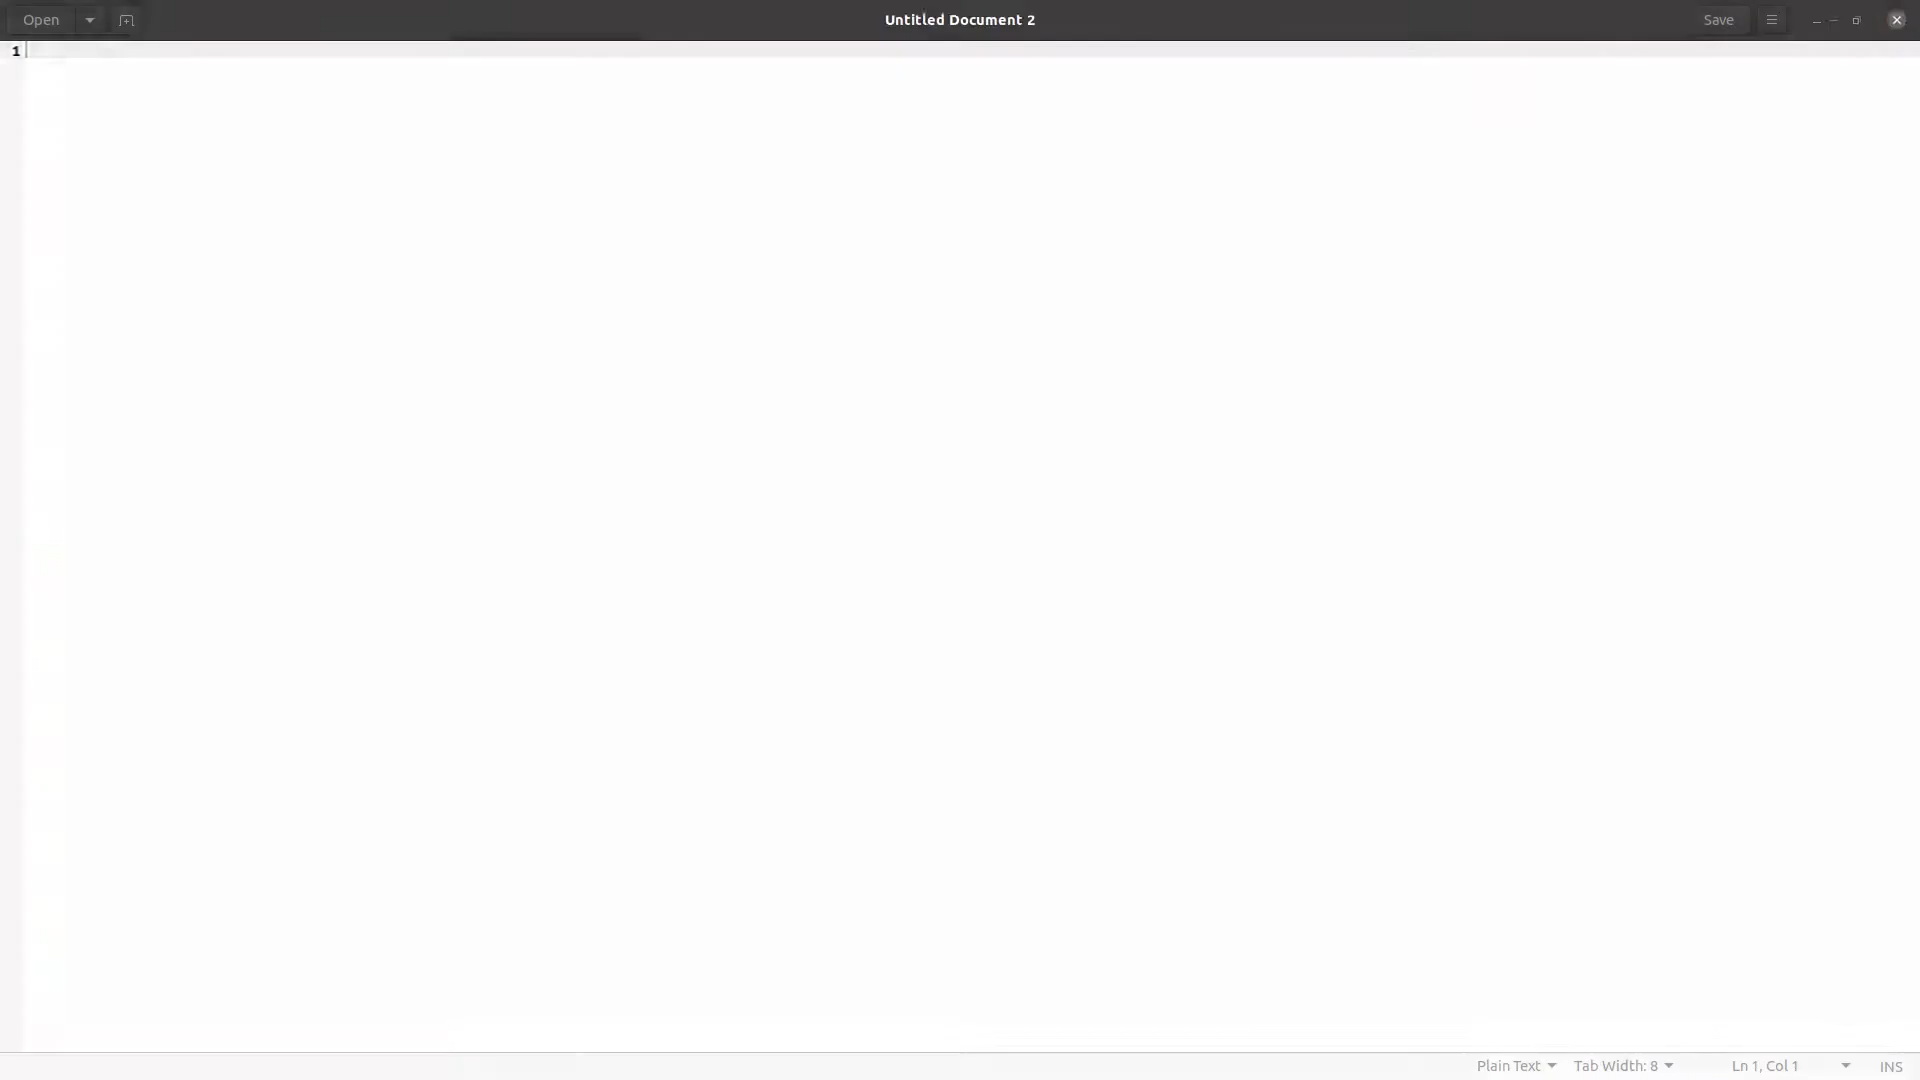 Open
Untitled Document 2
Save
1
Plain Text
Tab Width: 8
Ln 1, Col 1
INS